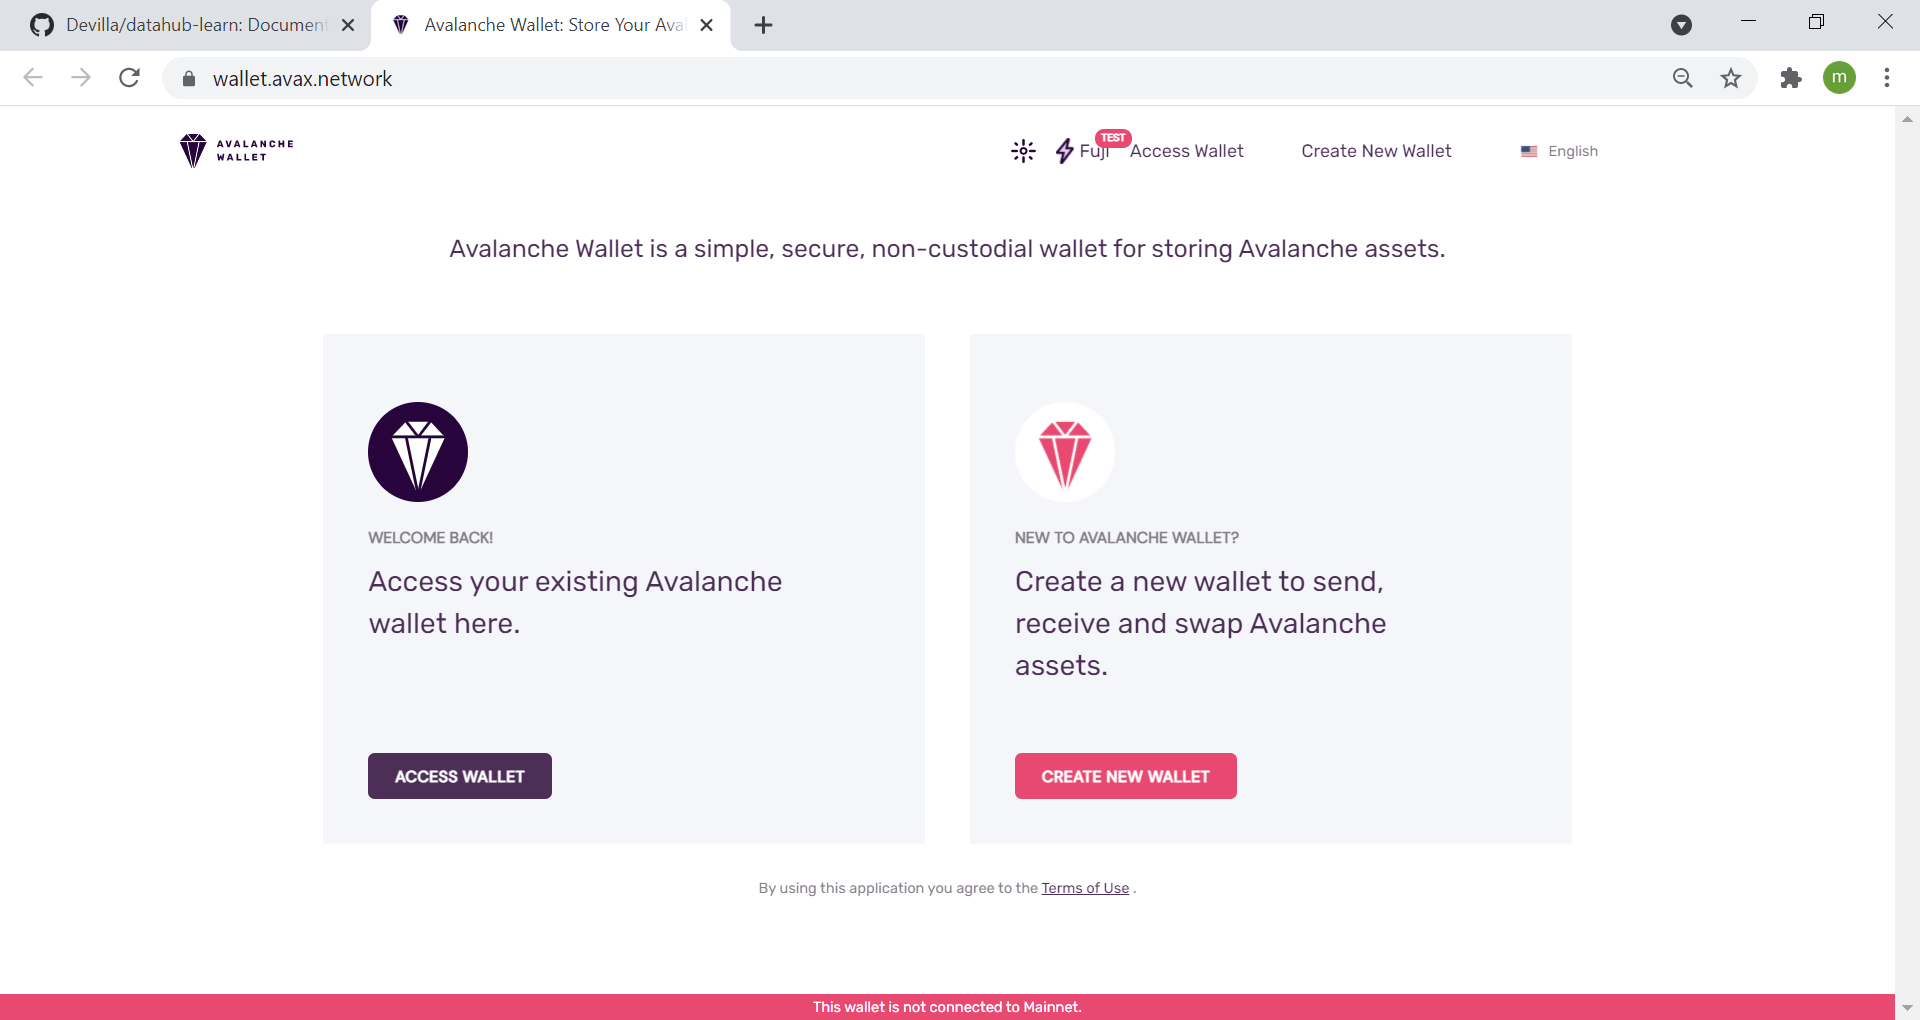 Devilla/datahub-learn: Document
Avalanche Wallet: Store Your Ava
wallet.avax.network
m
AVALANCHE
WALLET
Fuji
TEST
Access Wallet
Create New Wallet
English
Avalanche Wallet is a simple, secure, non-custodial wallet for storing Avalanche assets.
WELCOME BACK!
Access your existing Avalanche
wallet here.
ACCESS WALLET
NEW TO AVALANCHE WALLET?
Create a new wallet to send,
receive and swap Avalanche
assets.
CREATE NEW WALLET
By using this application you agree to the Terms of Use .
This wallet is not connected to Mainnet.